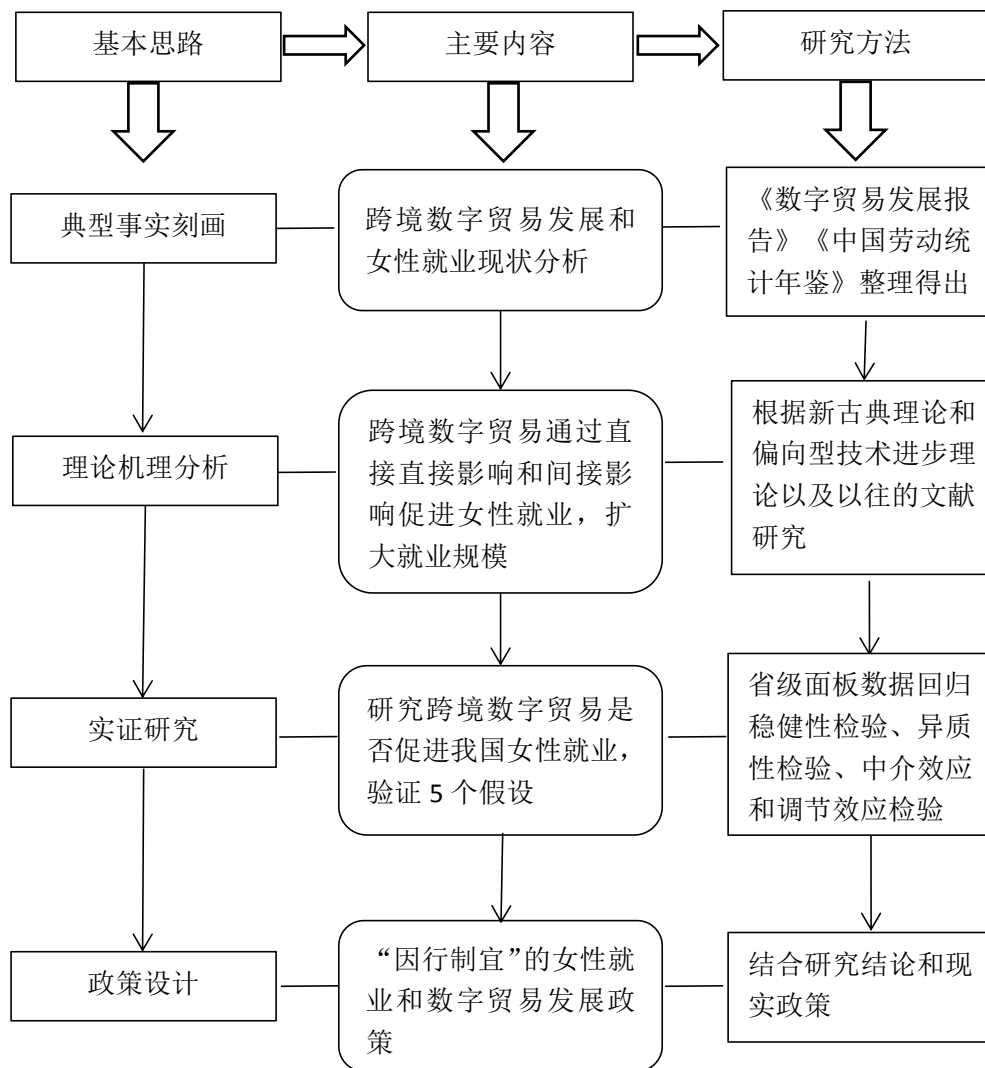 基本思路
主要内容
研究方法
典型事实刻画
跨境数字贸易发展和
女性就业现状分析
《数字贸易发展报
告》《中国劳动统
计年鉴》整理得出
理论机理分析
跨境数字贸易通过直
接直接影响和间接影
响促进女性就业，扩
大就业规模
根据新古典理论和
偏向型技术进步理
论以及以往的文献
研究
实证研究
研究跨境数字贸易是
否促进我国女性就业，
验证 5 个假设
省级面板数据回归
稳健性检验、异质
性检验、中介效应
和调节效应检验
政策设计
“因行制宜”的女性就
业和数字贸易发展政
策
结合研究结论和现
实政策